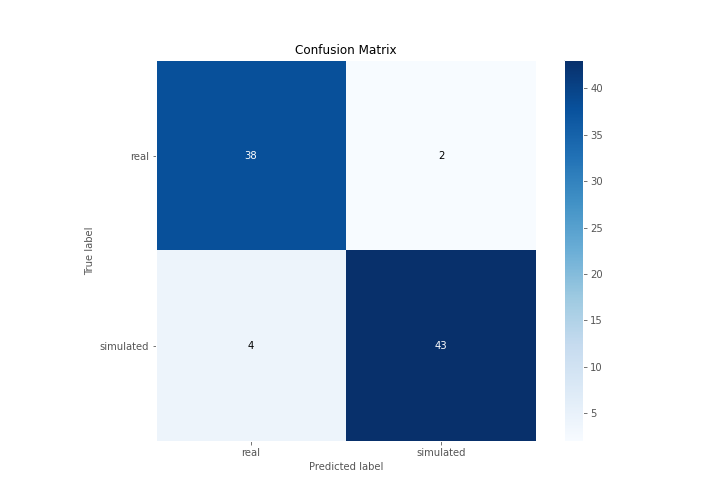 Confusion Matrix
real
38
2
True label
simulated
4
43
real
simulated
Predicted label
40
35
30
25
20
15
10
5